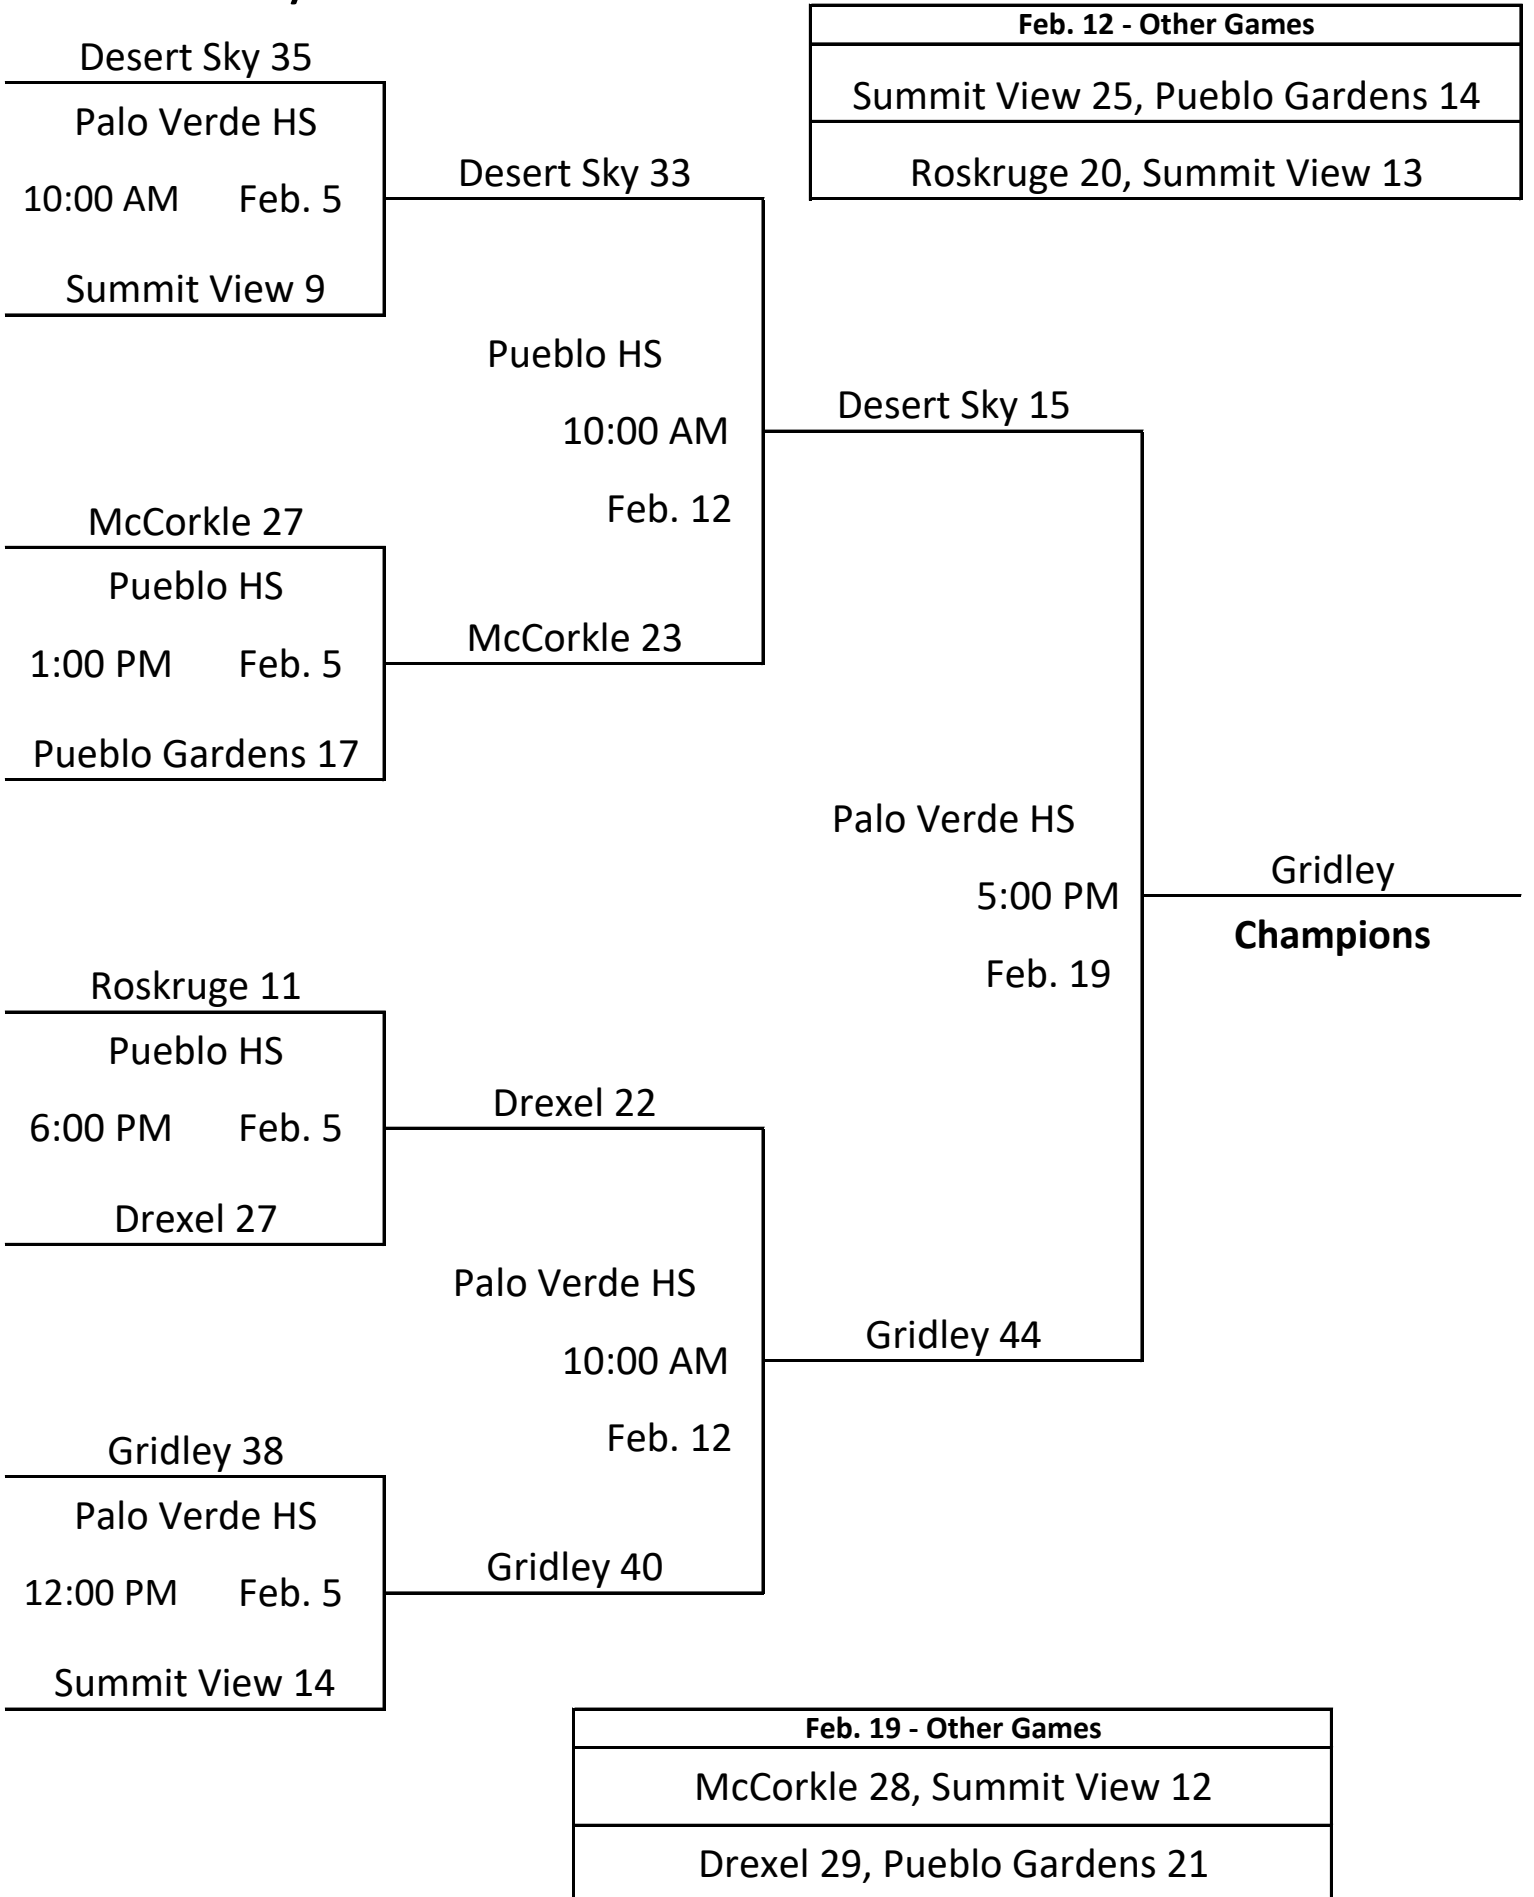 Feb. 12 - Other Games
Desert Sky 35
Summit View 25, Pueblo Gardens 14
Palo Verde HS
Desert Sky 33
Roskruge 20, Summit View 13
10:00 AM Feb. 5
Summit View 9
Pueblo HS
Desert Sky 15
10:00 AM
McCorkle 27
Feb. 12
Pueblo HS
McCorkle 23
1:00 PM Feb. 5
Pueblo Gardens 17
Palo Verde HS
Gridley
5:00 PM
Champions
Roskruge 11
Feb. 19
Pueblo HS
Drexel 22
6:00 PM Feb. 5
Drexel 27
Palo Verde HS
Gridley 44
10:00 AM
Gridley 38
Feb. 12
Palo Verde HS
Gridley 40
12:00 PM Feb. 5
Summit View 14
Feb. 19 - Other Games
McCorkle 28, Summit View 12
Drexel 29, Pueblo Gardens 21